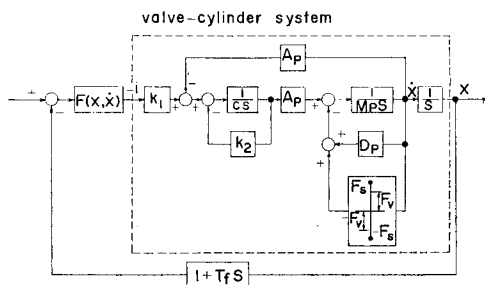 valve-cylinder system
Ap
+
-
F(x,ẋ)
-
k₁
+
-
+
-
1/cs
Ap
+
-
1/MpS
ẋ
1/S
X
k₂
+
+
Dp
Fs
Fv
-Fv
-Fs
1+TfS